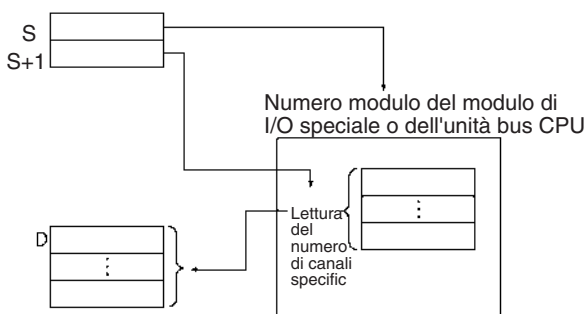 S
S+1
Numero modulo del modulo di
I/O speciale o dell'unità bus CPU
Lettura
del
numero
di canali
specific
D